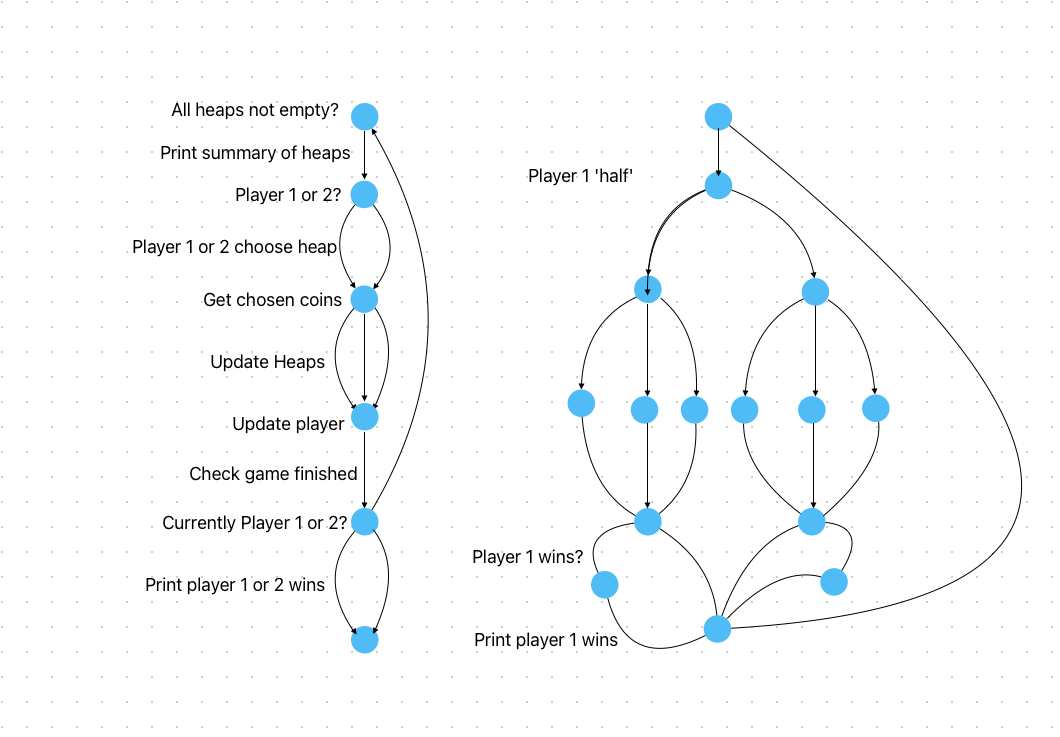 All heaps not empty?
Print summary of heaps
Player 1 or 2?
Player 1 or 2 choose heap
Get chosen coins
Update Heaps
Update player
Check game finished
Currently Player 1 or 2?
Print player 1 or 2 wins
Player 1 'half'
Player 1 wins?
Print player 1 wins